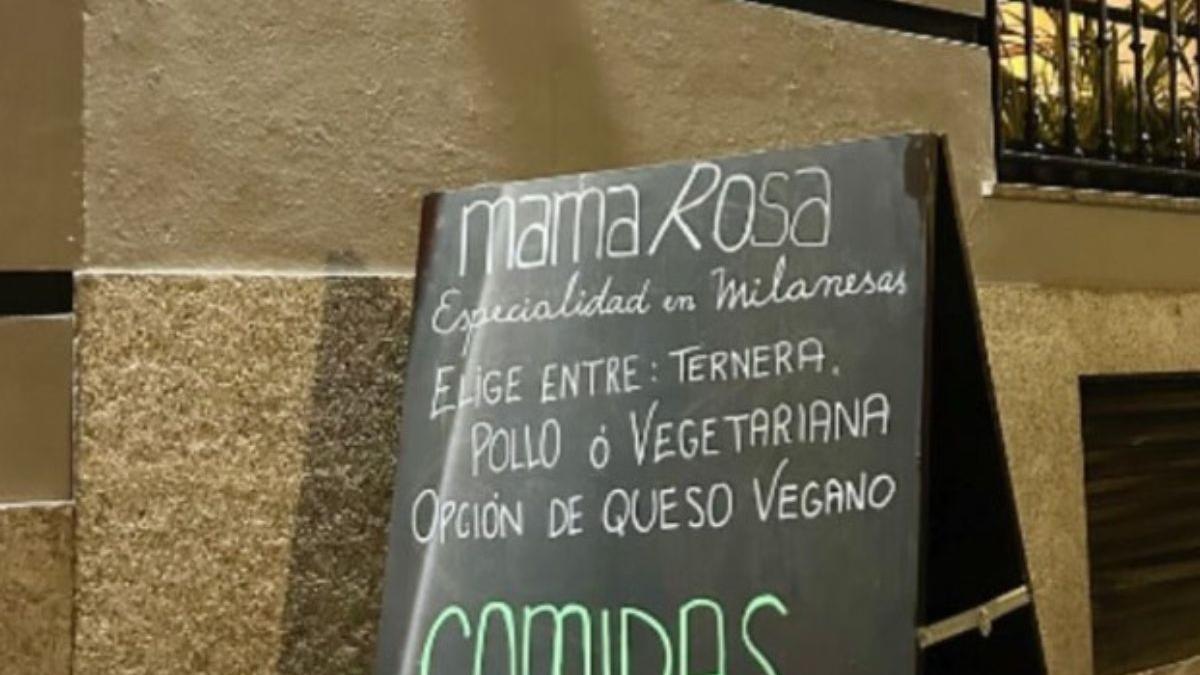 mama Rosa
Especialidad en Milanesas
ELIGE ENTRE: TERNERA.
POLLO ó VEGETARIANA
OPCIÓN DE QUESO VEGANO
COMIDAS